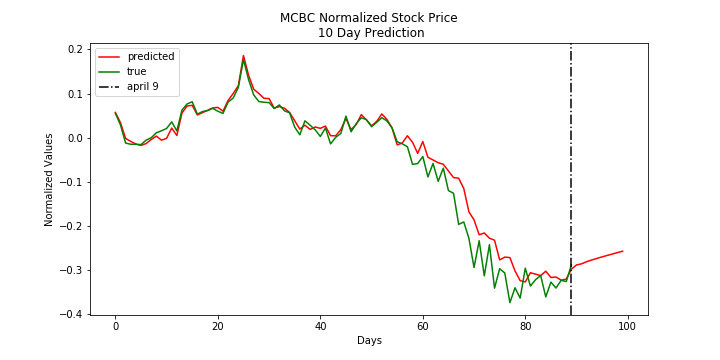 MCBC Normalized Stock Price
10 Day Prediction
predicted
true
april 9
Normalized Values
0.2
0.1
0.0
−0.1
−0.2
−0.3
−0.4
0
20
40
60
80
100
Days